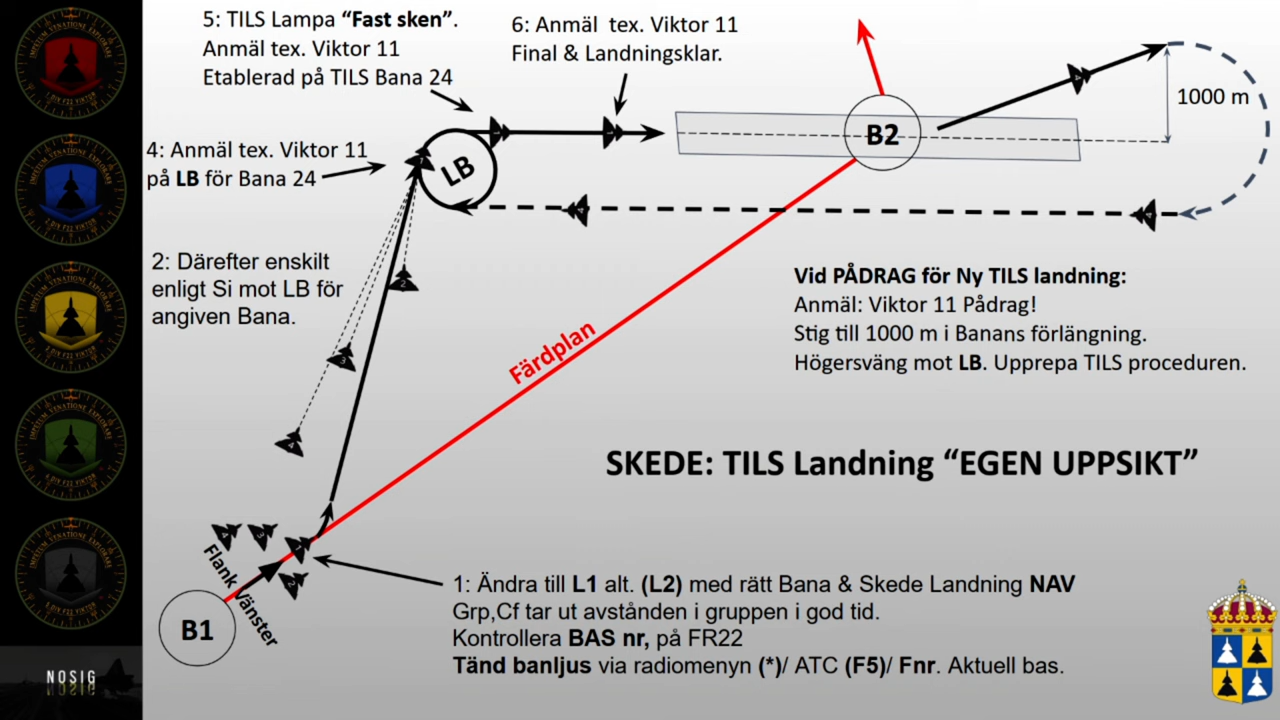 5: TILS Lampa “Fast sken”.
Anmäl tex. Viktor 11
Etablerad på TILS Bana 24
6: Anmäl tex. Viktor 11
Final & Landningsklar.
1000 m
B2
4: Anmäl tex. Viktor 11
på LB för Bana 24
LB
2: Därefter enskilt
enligt Si mot LB för
angiven Bana.
Vid PÅDRAG för Ny TILS landning:
Anmäl: Viktor 11 Pådrag!
Stig till 1000 m i Banans förlängning.
Högersväng mot LB. Upprepa TILS proceduren.
Färdplan
SKEDE: TILS Landning “EGEN UPPSIKT”
Flank Vänster
B1
1: Ändra till L1 alt. (L2) med rätt Bana & Skede Landning NAV
Grp,Cf tar ut avstånden i gruppen i god tid.
Kontrollera BAS nr, på FR22
Tänd banljus via radiomenyn (*)/ ATC (F5)/ Fnr. Aktuell bas.
NOSIG